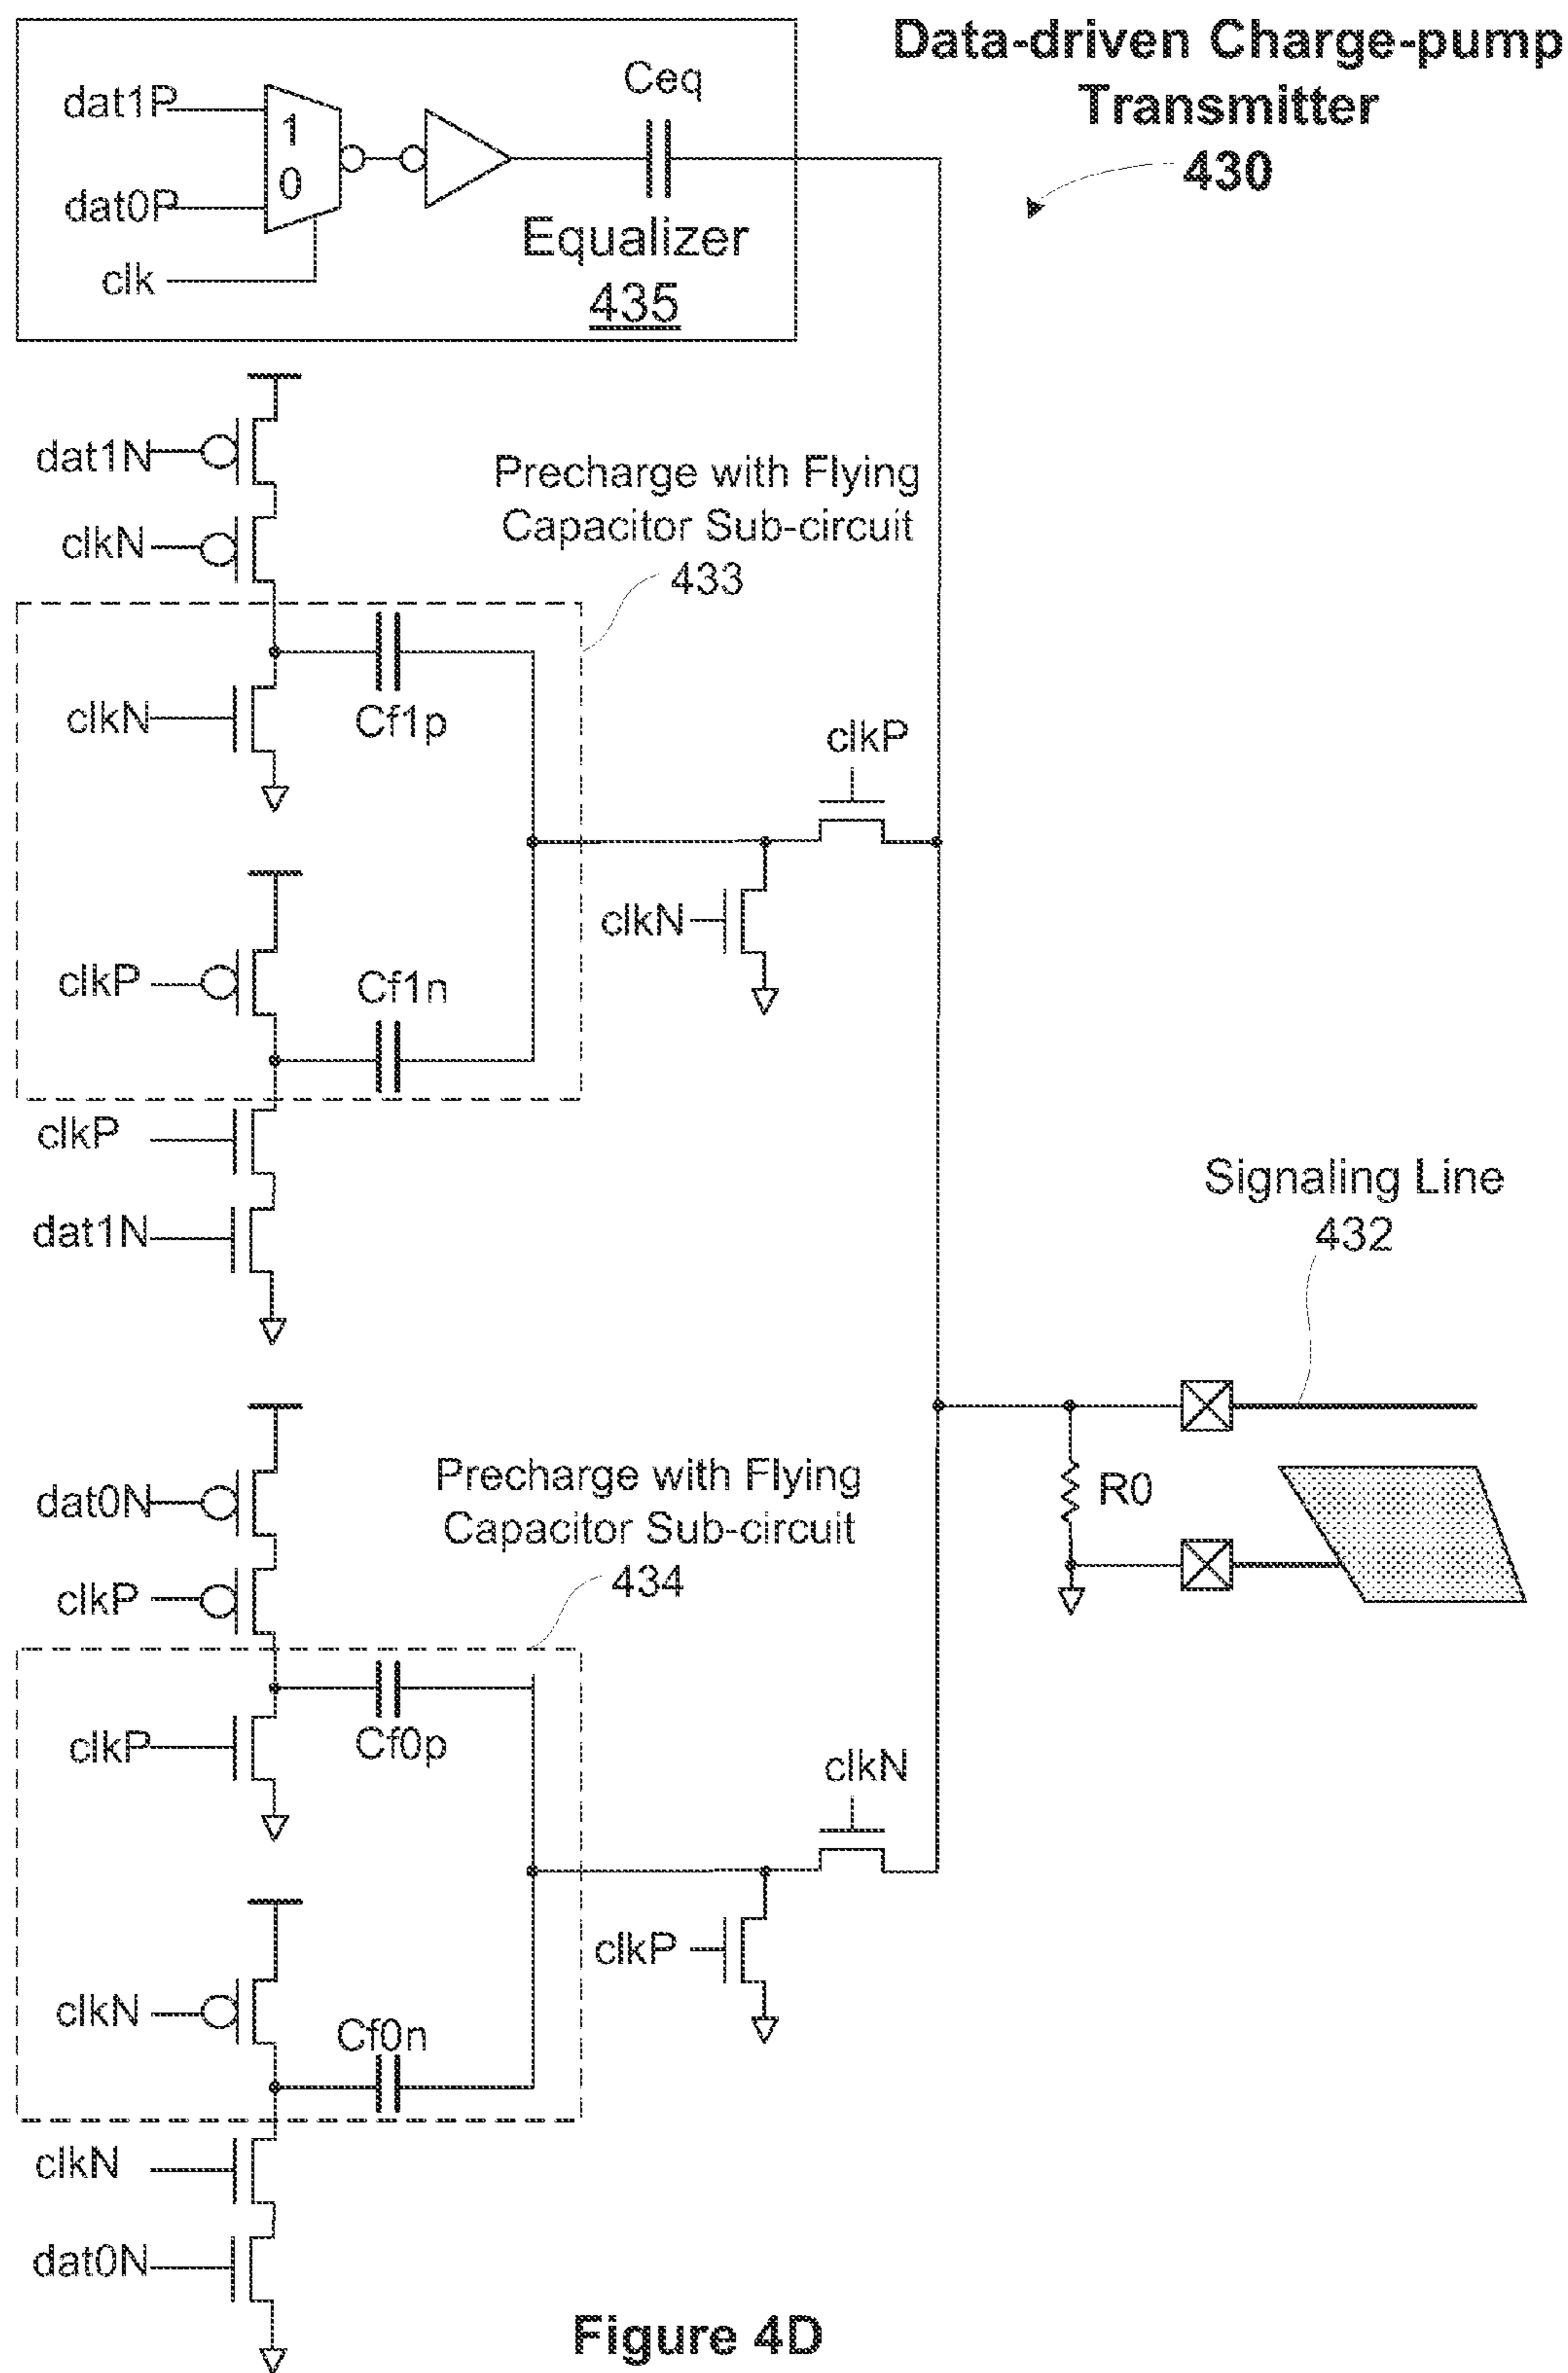 Data-driven Charge-pump
Transmitter
430
dat1P
1
0
dat0P
clk
Ceq
Equalizer
435
dat1N
clkN
Precharge with Flying
Capacitor Sub-circuit
433
clkN
Cf1p
clkP
clkN
clkP
Cf1n
clkP
dat1N
Signaling Line
432
dat0N
clkP
Precharge with Flying
Capacitor Sub-circuit
434
R0
clkP
Cf0p
clkN
clkP
clkN
Cf0n
clkN
dat0N
Figure 4D